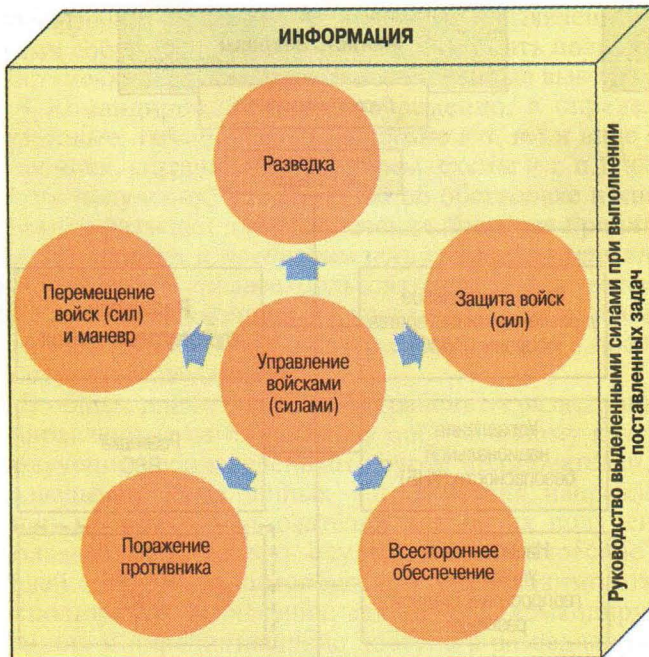 ИНФОРМАЦИЯ
Разведка
Перемещение
войск (сил)
и маневр
Защита войск
(сил)
Управление
войсками
(силами)
Поражение
противника
Всестороннее
обеспечение
Руководство выделенными силами при выполнении
поставленных задач